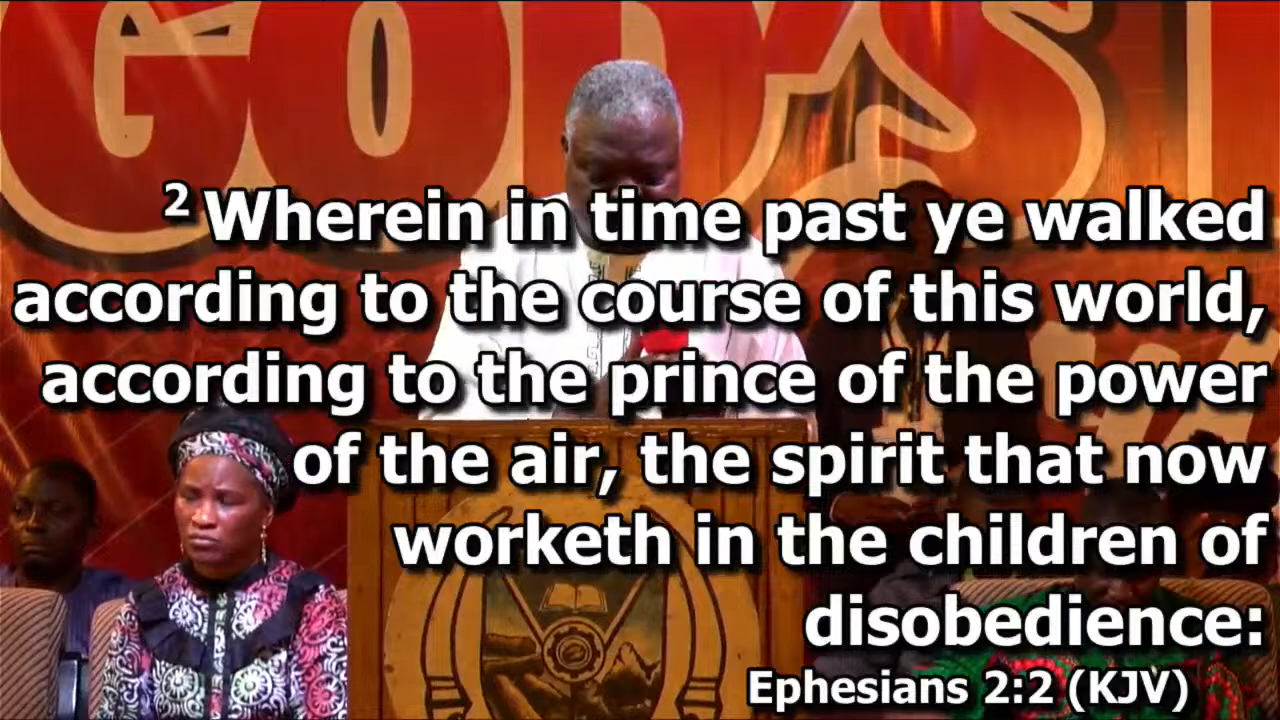 2 Wherein in time past ye walked
according to the course of this world,
according to the prince of the power
of the air, the spirit that now
worketh in the children of
disobedience:
Ephesians 2:2 (KJV)